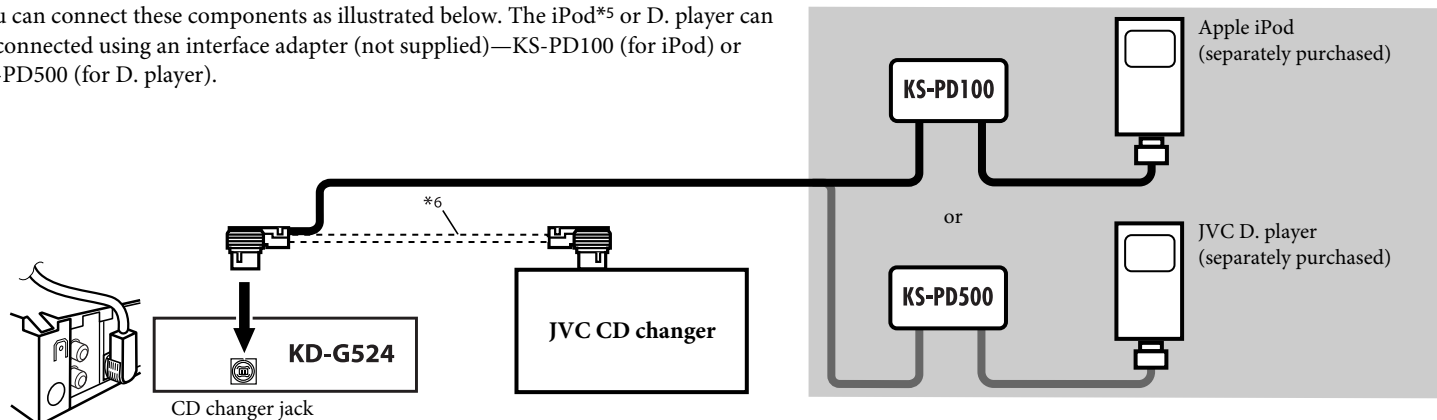 can connect these components as illustrated below. The iPod*5 or D. player can
connected using an interface adapter (not supplied)—KS-PD100 (for iPod) or
-PD500 (for D. player).
Apple iPod
(separately purchased)
KS-PD100
*6
or
JVC D. player
(separately purchased)
KS-PD500
JVC CD changer
KD-G524
CD changer jack